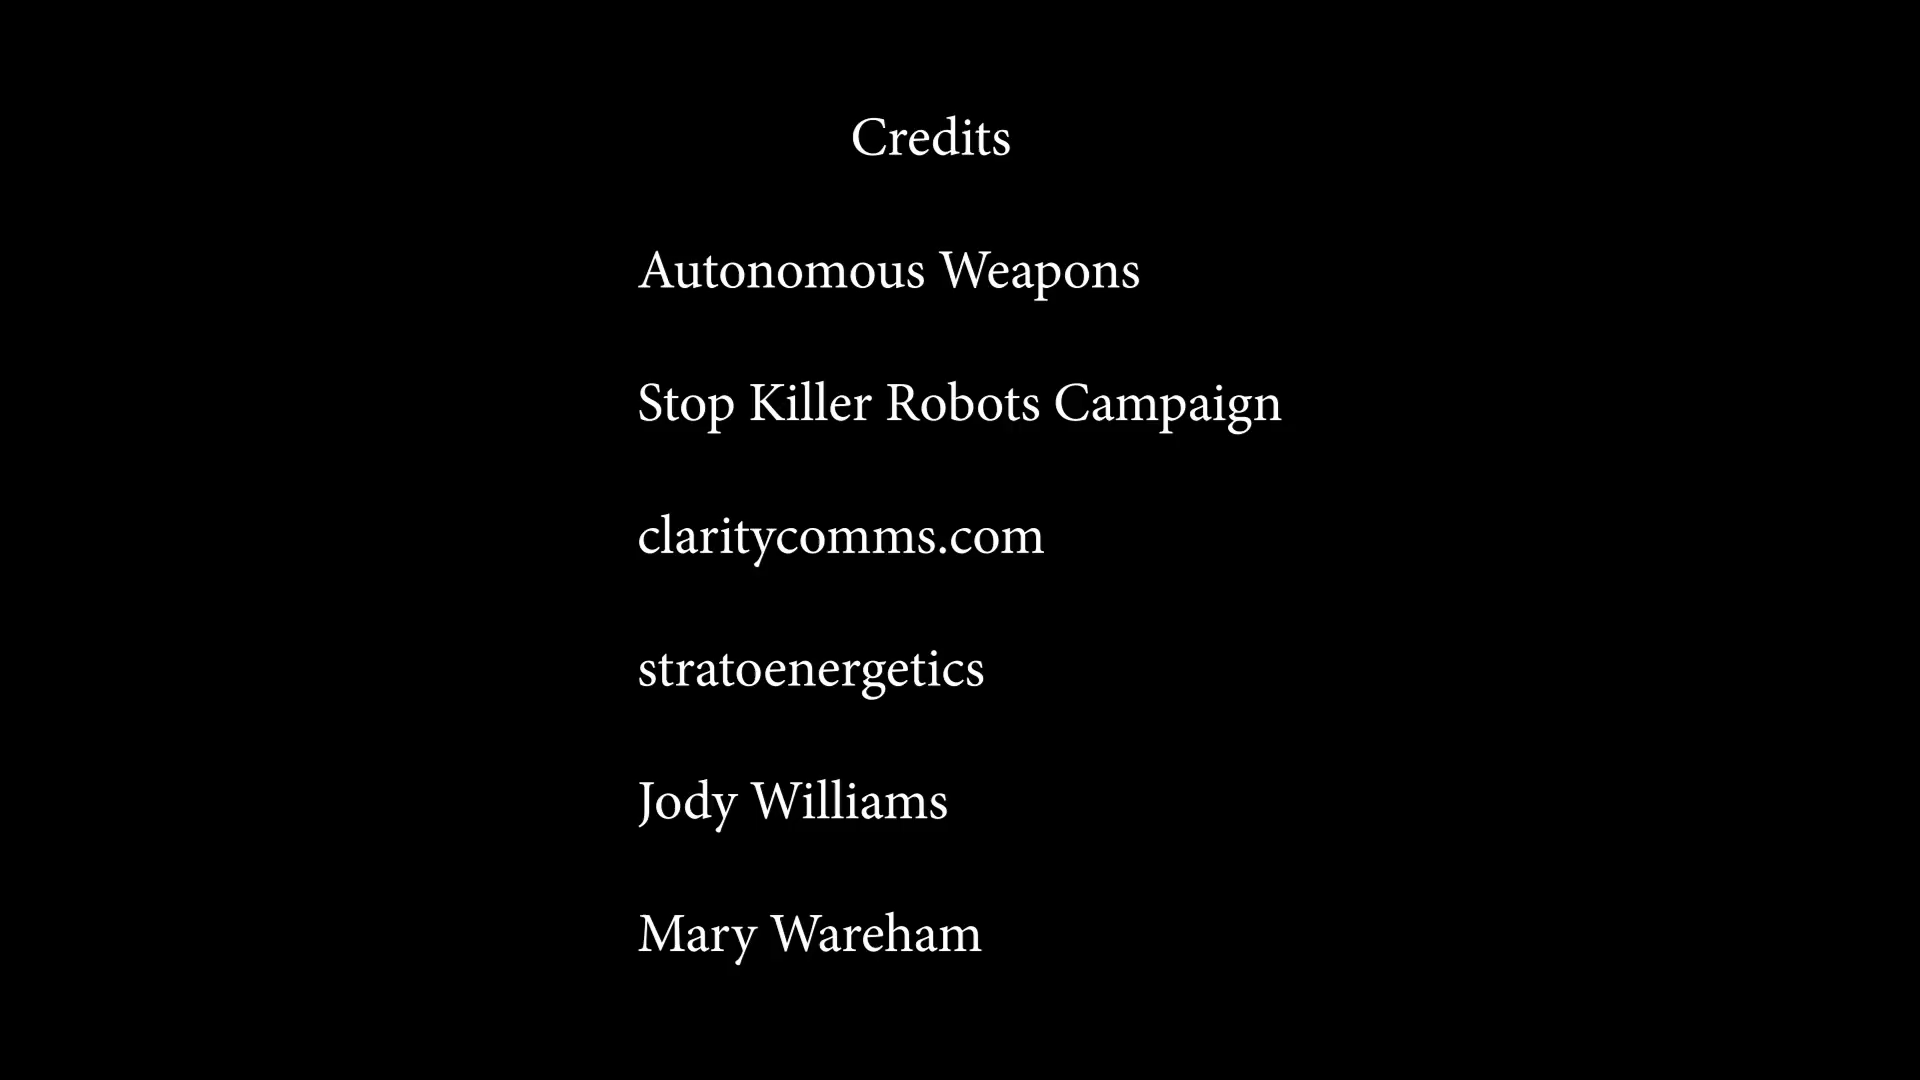 Credits
Autonomous Weapons
Stop Killer Robots Campaign
claritycomms.com
stratoenergetics
Jody Williams
Mary Wareham